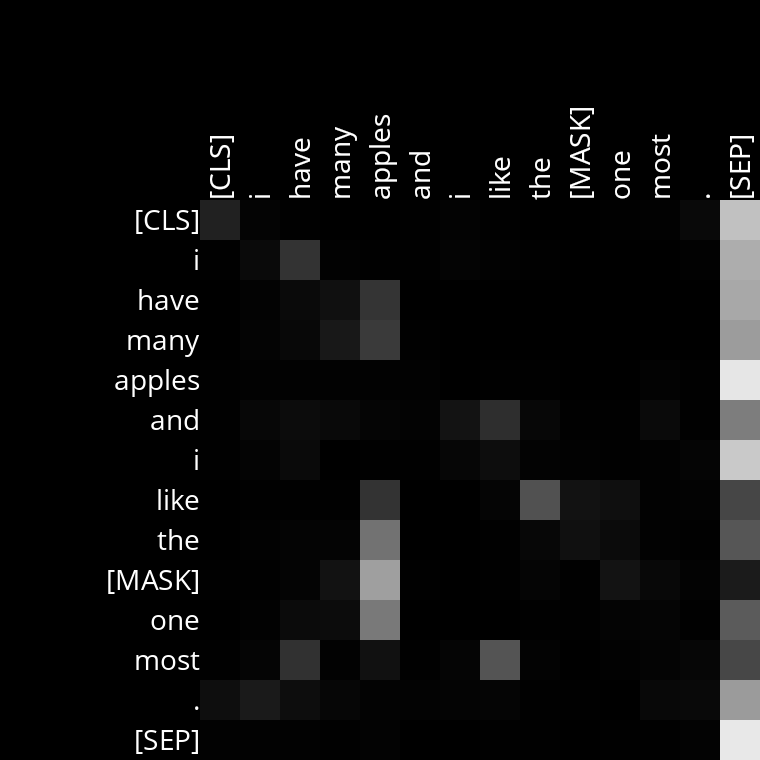 [CLS] i have many apples and i like the [MASK] one most . [SEP]
[CLS]
i
have
many
apples
and
i
like
the
[MASK]
one
most
.
[SEP]